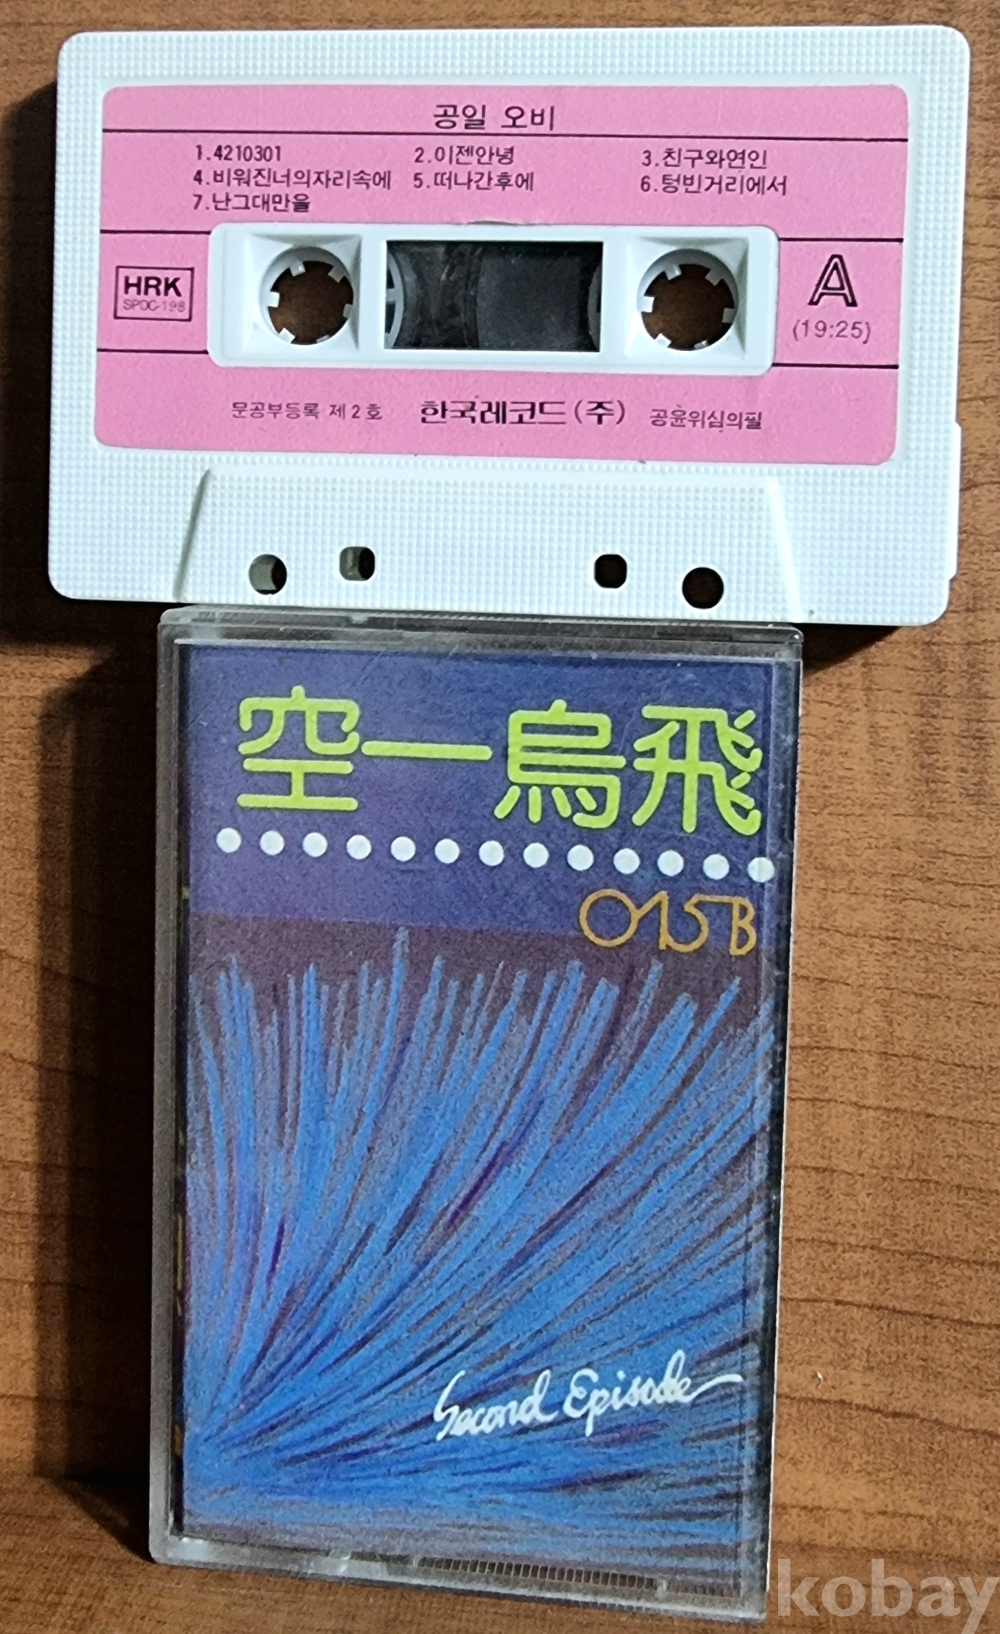 공일 오비
1.4210301 2.이젠안녕 3.친구와연인
4.비워진너의자리속에 5.떠나간후에 6.텅빈거리에서
7.난그대만을
HRK
SPDC-198
A
(19:25)
문공부등록 제2호 한국레코드(주) 공윤위심의필
空一烏飛
015B
Second Episode
kobay